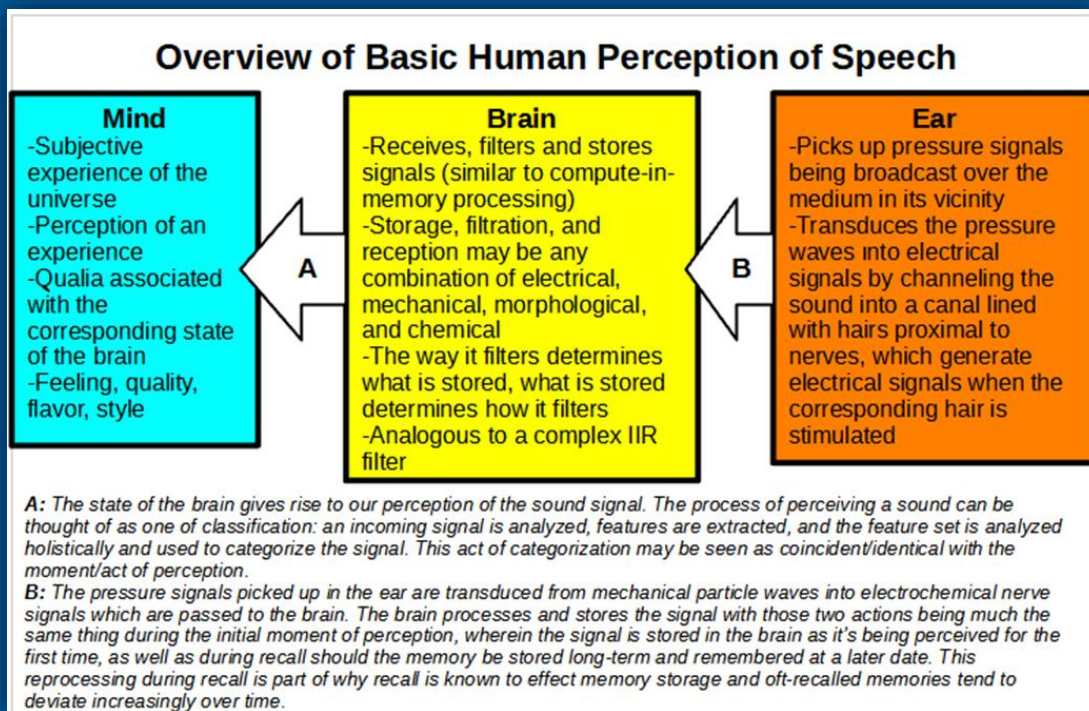 Overview of Basic Human Perception of Speech
Mind
-Subjective
experience of the
universe
-Perception of an
experience
-Qualia associated
with the
corresponding state
of the brain
-Feeling, quality,
flavor, style
A
Brain
-Receives, filters and stores
signals (similar to compute-in-
memory processing)
-Storage, filtration, and
reception may be any
combination of electrical,
mechanical, morphological,
and chemical
-The way it filters determines
what is stored, what is stored
determines how it filters
-Analogous to a complex IIR
filter
B
Ear
-Picks up pressure signals
being broadcast over the
medium in its vicinity
-Transduces the pressure
waves into electrical
signals by channeling the
sound into a canal lined
with hairs proximal to
nerves, which generate
electrical signals when the
corresponding hair is
stimulated
A: The state of the brain gives rise to our perception of the sound signal. The process of perceiving a sound can be
thought of as one of classification: an incoming signal is analyzed, features are extracted, and the feature set is analyzed
holistically and used to categorize the signal. This act of categorization may be seen as coincident/identical with the
moment/act of perception.
B: The pressure signals picked up in the ear are transduced from mechanical particle waves into electrochemical nerve
signals which are passed to the brain. The brain processes and stores the signal with those two actions being much the
same thing during the initial moment of perception, wherein the signal is stored in the brain as it's being perceived for the
first time, as well as during recall should the memory be stored long-term and remembered at a later date. This
reprocessing during recall is part of why recall is known to effect memory storage and oft-recalled memories tend to
deviate increasingly over time.